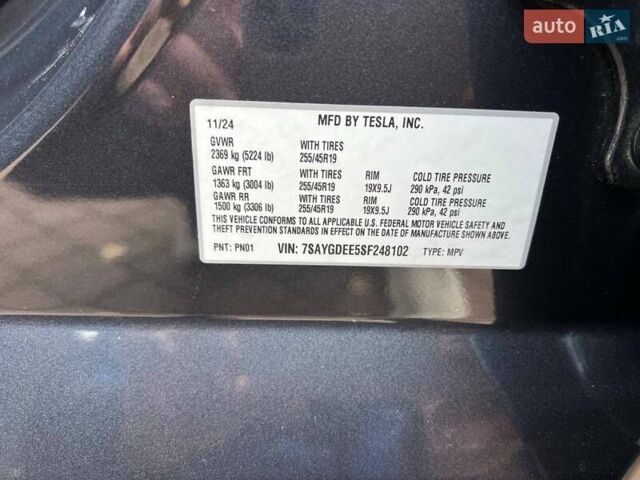 auto RIA.com
11/24 MFD BY TESLA, INC.
GVWR WITH TIRES
2369 kg (5224 lb) 255/45R19
GAWR FRT WITH TIRES RIM COLD TIRE PRESSURE
1363 kg (3004 lb) 255/45R19 19X9.5J 290 kPa, 42 psi
GAWR RR WITH TIRES RIM COLD TIRE PRESSURE
1500 kg (3306 lb) 255/45R19 19X9.5J 290 kPa, 42 psi
THIS VEHICLE CONFORMS TO ALL APPLICABLE U.S. FEDERAL MOTOR VEHICLE SAFETY AND
THEFT PREVENTION STANDARDS IN EFFECT ON THE DATE OF MANUFACTURE SHOWN ABOVE.
PNT: PN01 VIN: 7SAYGDEE5SF248102 TYPE: MPV